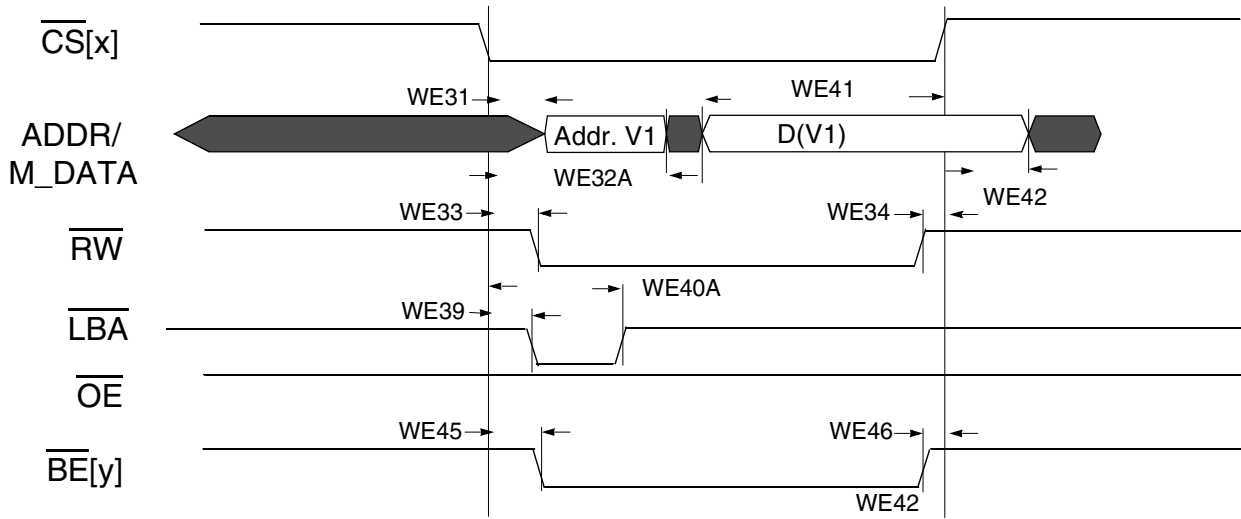 CS[x]
WE31
WE41
ADDR/
M_DATA
Addr. V1
D(V1)
WE32A
WE42
WE33
WE34
RW
WE40A
WE39
LBA
OE
WE45
WE46
BE[y]
WE42